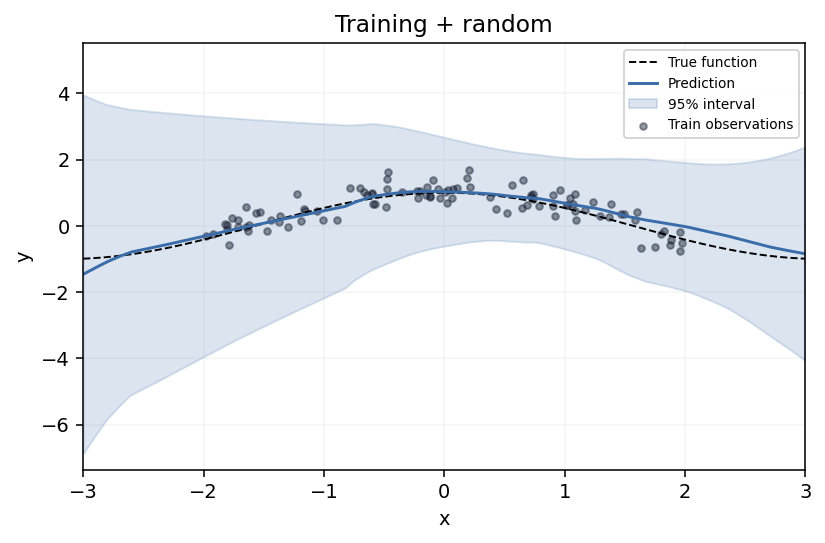 Training + random
True function
Prediction
95% interval
Train observations
4
2
0
−2
−4
−6
y
−3
−2
−1
0
1
2
3
x